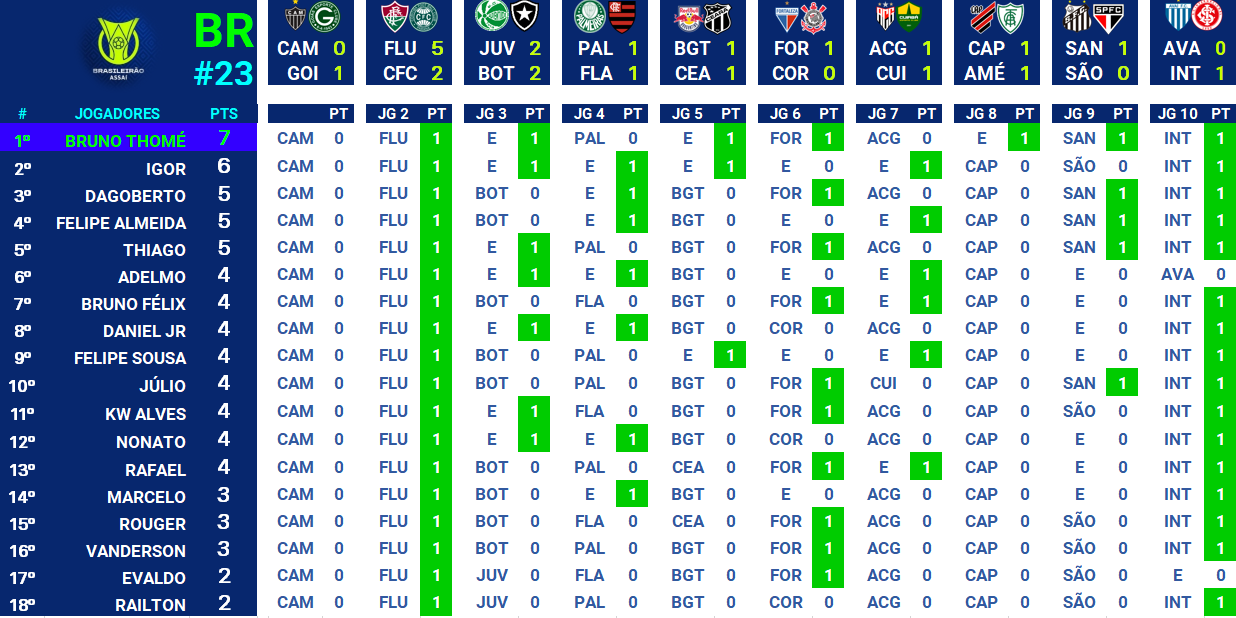 BR
#23
BRASILEIRÃO
ASSAÍ
CAM 0 FLU 5 JUV 2 PAL 1 BGT 1 FOR 1 ACG 1 CAP 1 SAN 1 AVA 0
GOI 1 CFC 2 BOT 2 FLA 1 CEA 1 COR 0 CUI 1 AMÉ 1 SÃO 0 INT 1
# JOGADORES PTS PT JG 2 PT JG 3 PT JG 4 PT JG 5 PT JG 6 PT JG 7 PT JG 8 PT JG 9 PT JG 10 PT
1º BRUNO THOMÉ 7 CAM 0 FLU 1 E 1 PAL 0 E 1 FOR 1 ACG 0 E 1 SAN 1 INT 1
2º IGOR 6 CAM 0 FLU 1 E 1 E 1 E 1 E 0 E 1 CAP 0 SÃO 0 INT 1
3º DAGOBERTO 5 CAM 0 FLU 1 BOT 0 E 1 BGT 0 FOR 1 ACG 0 CAP 0 SAN 1 INT 1
4º FELIPE ALMEIDA 5 CAM 0 FLU 1 BOT 0 E 1 BGT 0 E 0 E 1 CAP 0 SAN 1 INT 1
5º THIAGO 5 CAM 0 FLU 1 E 1 PAL 0 BGT 0 FOR 1 ACG 0 CAP 0 SAN 1 INT 1
6º ADELMO 4 CAM 0 FLU 1 E 1 E 1 BGT 0 E 0 E 1 CAP 0 E 0 AVA 0
7º BRUNO FÉLIX 4 CAM 0 FLU 1 BOT 0 FLA 0 BGT 0 FOR 1 E 1 CAP 0 E 0 INT 1
8º DANIEL JR 4 CAM 0 FLU 1 E 1 E 1 BGT 0 COR 0 ACG 0 CAP 0 E 0 INT 1
9º FELIPE SOUSA 4 CAM 0 FLU 1 BOT 0 PAL 0 E 1 E 0 E 1 CAP 0 E 0 INT 1
10º JÚLIO 4 CAM 0 FLU 1 BOT 0 PAL 0 BGT 0 FOR 1 CUI 0 CAP 0 SAN 1 INT 1
11º KW ALVES 4 CAM 0 FLU 1 E 1 FLA 0 BGT 0 FOR 1 ACG 0 CAP 0 SÃO 0 INT 1
12º NONATO 4 CAM 0 FLU 1 E 1 E 1 BGT 0 COR 0 ACG 0 CAP 0 E 0 INT 1
13º RAFAEL 4 CAM 0 FLU 1 BOT 0 PAL 0 CEA 0 FOR 1 E 1 CAP 0 E 0 INT 1
14º MARCELO 3 CAM 0 FLU 1 BOT 0 E 1 BGT 0 E 0 ACG 0 CAP 0 E 0 INT 1
15º ROUGER 3 CAM 0 FLU 1 BOT 0 FLA 0 CEA 0 FOR 1 ACG 0 CAP 0 SÃO 0 INT 1
16º VANDERSON 3 CAM 0 FLU 1 BOT 0 PAL 0 BGT 0 FOR 1 ACG 0 CAP 0 SÃO 0 INT 1
17º EVALDO 2 CAM 0 FLU 1 JUV 0 FLA 0 BGT 0 FOR 1 ACG 0 CAP 0 SÃO 0 E 0
18º RAILTON 2 CAM 0 FLU 1 JUV 0 PAL 0 BGT 0 COR 0 ACG 0 CAP 0 SÃO 0 INT 1